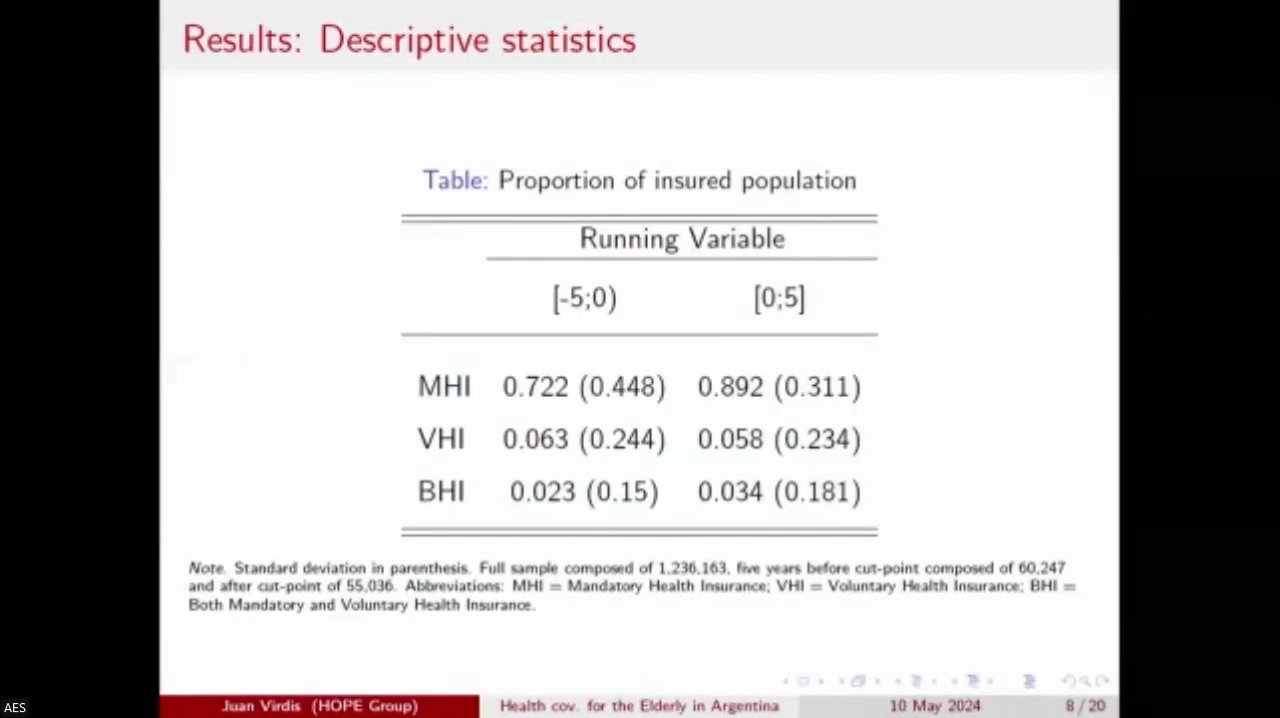 Results: Descriptive statistics
Table: Proportion of insured population
Running Variable
[-5;0) [0;5]
MHI 0.722 (0.448) 0.892 (0.311)
VHI 0.063 (0.244) 0.058 (0.234)
BHI 0.023 (0.15) 0.034 (0.181)
Note. Standard deviation in parenthesis. Full sample composed of 1,236,163, five years before cut-point composed of 60,247
and after cut-point of 55,036. Abbreviations: MHI = Mandatory Health Insurance; VHI = Voluntary Health Insurance; BHI =
Both Mandatory and Voluntary Health Insurance.
Juan Virdis (HOPE Group) Health cov. for the Elderly in Argentina 10 May 2024 8 / 20
AES